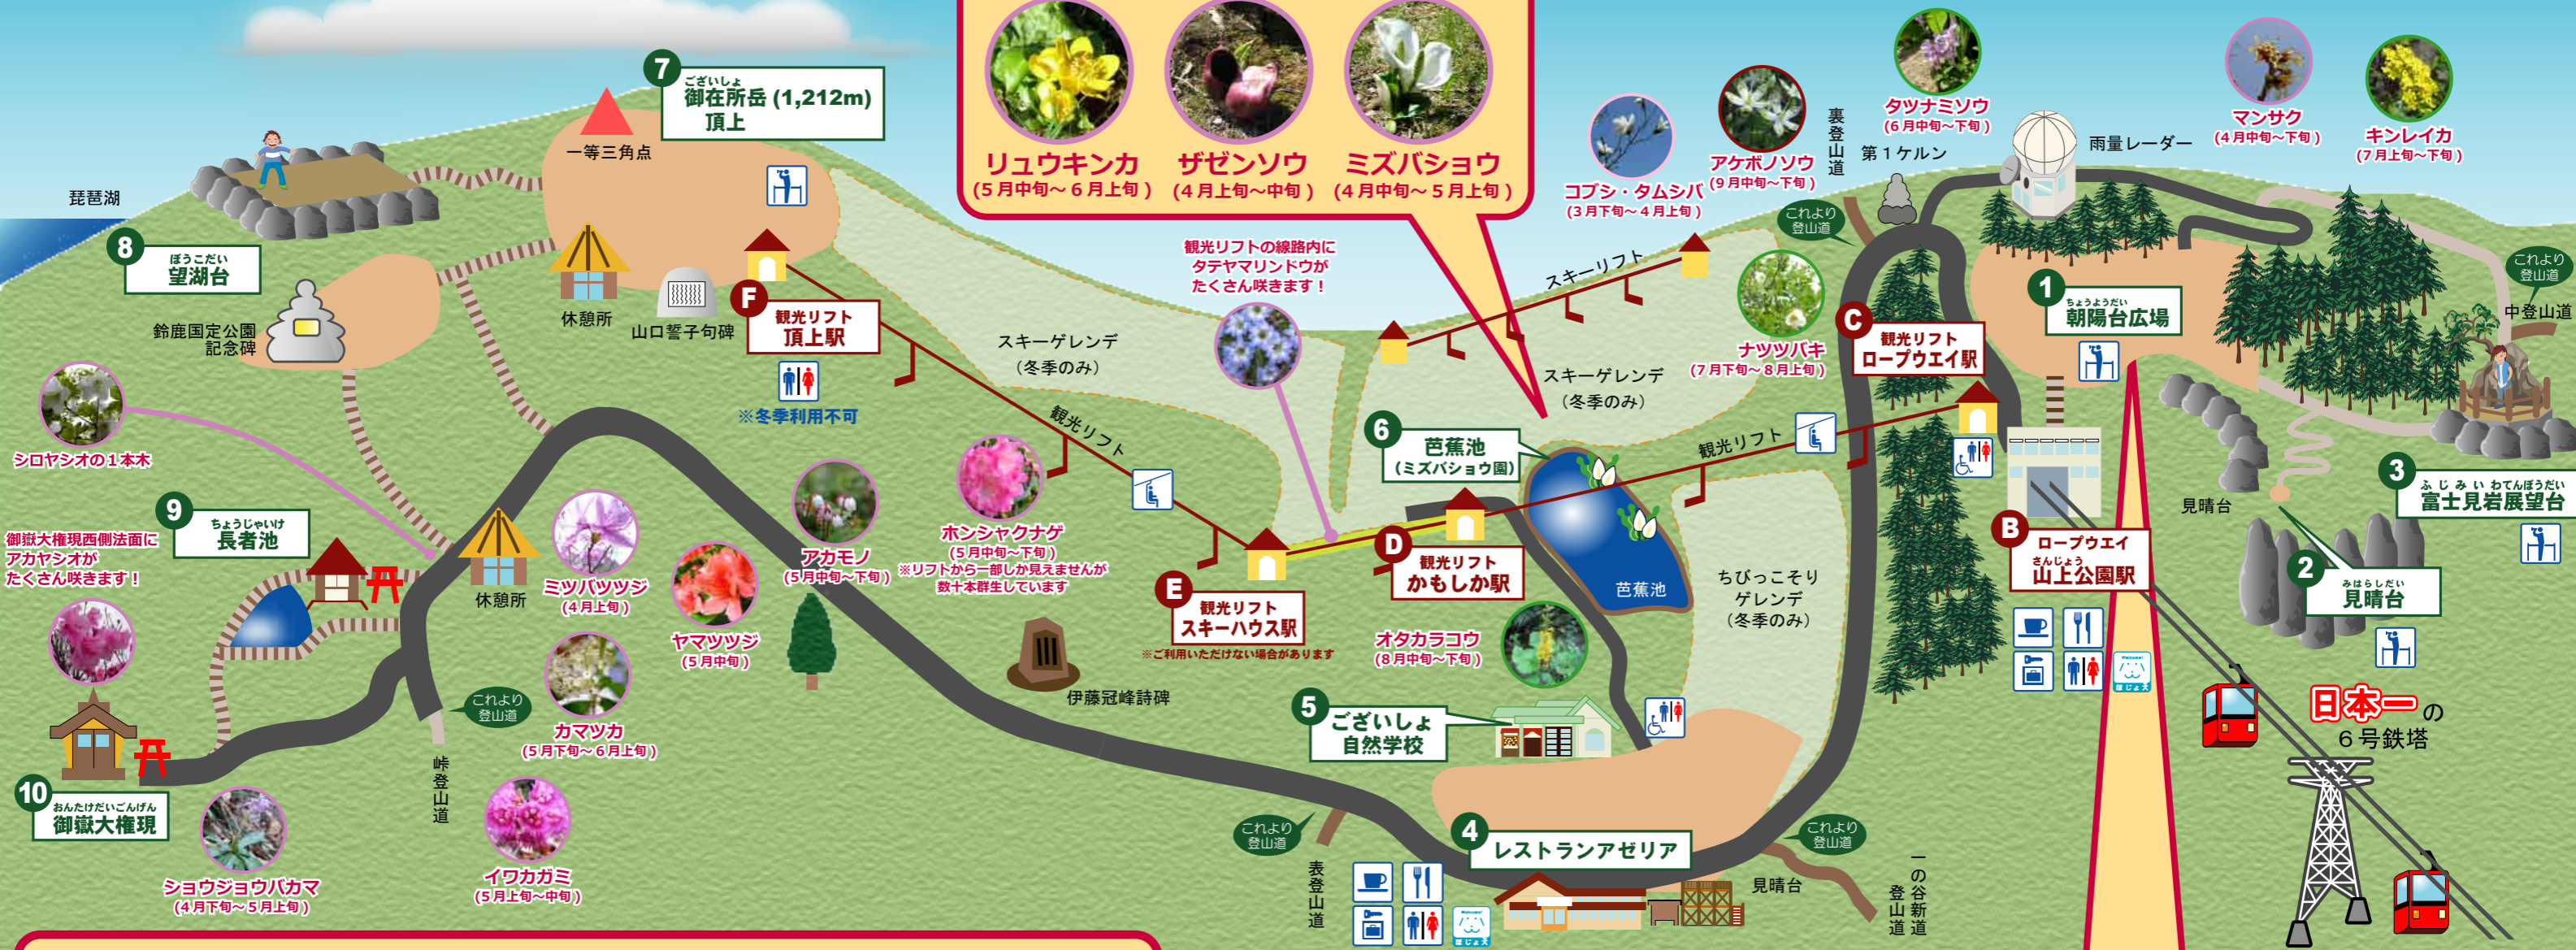 7
ございしょ
御在所岳 (1,212m)
頂上
一等三角点
琵琶湖
8
ぼうこだい
望湖台
鈴鹿国定公園
記念碑
休憩所
山口誓子句碑
F
観光リフト
頂上駅
※冬季利用不可
リュウキンカ
(5月中旬～6月上旬)
ザゼンソウ
(4月上旬～中旬)
ミズバショウ
(4月中旬～5月上旬)
観光リフトの線路内に
タテヤマリンドウが
たくさん咲きます！
スキーゲレンデ
（冬季のみ）
観光リフト
コブシ・タムシバ
(3月下旬～4月上旬)
アケボノソウ
(9月中旬～下旬)
裏登山道
第1ケルン
これより
登山道
タツナミソウ
(6月中旬～下旬)
雨量レーダー
マンサク
(4月中旬～下旬)
キンレイカ
(7月上旬～下旬)
スキーリフト
スキーゲレンデ
（冬季のみ）
ナツツバキ
(7月下旬～8月上旬)
C
観光リフト
ロープウエイ駅
1
ちょうようだい
朝陽台広場
これより
登山道
中登山道
シロヤシオの1本木
9
ちょうじゃいけ
長者池
御嶽大権現西側法面に
アカヤシオが
たくさん咲きます！
休憩所
ミツバツツジ
(4月上旬)
ヤマツツジ
(5月中旬)
アカモノ
(5月中旬～下旬)
ホンシャクナゲ
(5月中旬～下旬)
※リフトから一部しか見えませんが
数十本群生しています
カマツカ
(5月下旬～6月上旬)
これより
登山道
峠登山道
10
おんたけだいごんげん
御嶽大権現
ショウジョウバカマ
(4月下旬～5月上旬)
イワカガミ
(5月上旬～中旬)
伊藤冠峰詩碑
E
観光リフト
スキーハウス駅
※ご利用いただけない場合があります
D
観光リフト
かもしか駅
6
芭蕉池
(ミズバショウ園)
観光リフト
芭蕉池
ちびっこそり
ゲレンデ
（冬季のみ）
オタカラコウ
(8月中旬～下旬)
5
ございしょ
自然学校
4
レストランアゼリア
これより
登山道
表登山道
これより
登山道
見晴台
一の谷新道
登山道
Welcome!
ほじょ犬
B
ロープウエイ
さんじょう
山上公園駅
Welcome!
ほじょ犬
見晴台
2
みはらしだい
見晴台
3
ふじみいわてんぼうだい
富士見岩展望台
日本一の
6号鉄塔